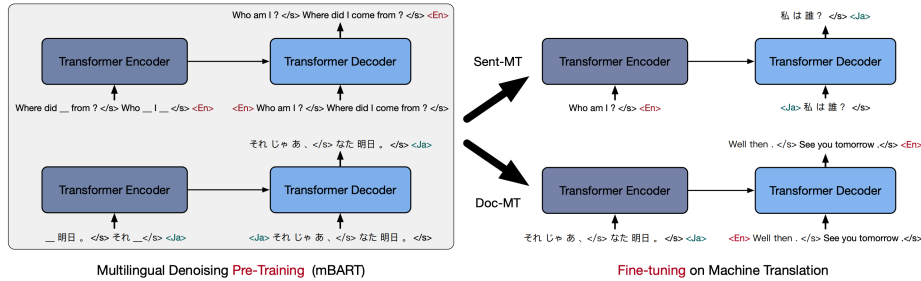 Who am I ? </s> Where did I come from ? </s> <En>
Transformer Encoder
Transformer Decoder
Where did __ from ? </s> Who __ I __ </s> <En>
<En> Who am I ? </s> Where did I come from ? </s>
それ じゃ あ 、</s> なた 明日 。 </s> <Ja>
Transformer Encoder
Transformer Decoder
__ 明日 。 </s> それ __</s> <Ja>
<Ja> それ じゃ あ 、</s> なた 明日 。 </s>
Multilingual Denoising Pre-Training (mBART)
Sent-MT
Doc-MT
私 は 誰 ? </s> <Ja>
Transformer Encoder
Transformer Decoder
Who am I ? </s> <En>
<Ja> 私 は 誰 ? </s>
Well then . </s> See you tomorrow .</s> <En>
Transformer Encoder
Transformer Decoder
それ じゃ あ 、</s> なた 明日 。 </s> <Ja>
<En> Well then . </s> See you tomorrow .</s>
Fine-tuning on Machine Translation